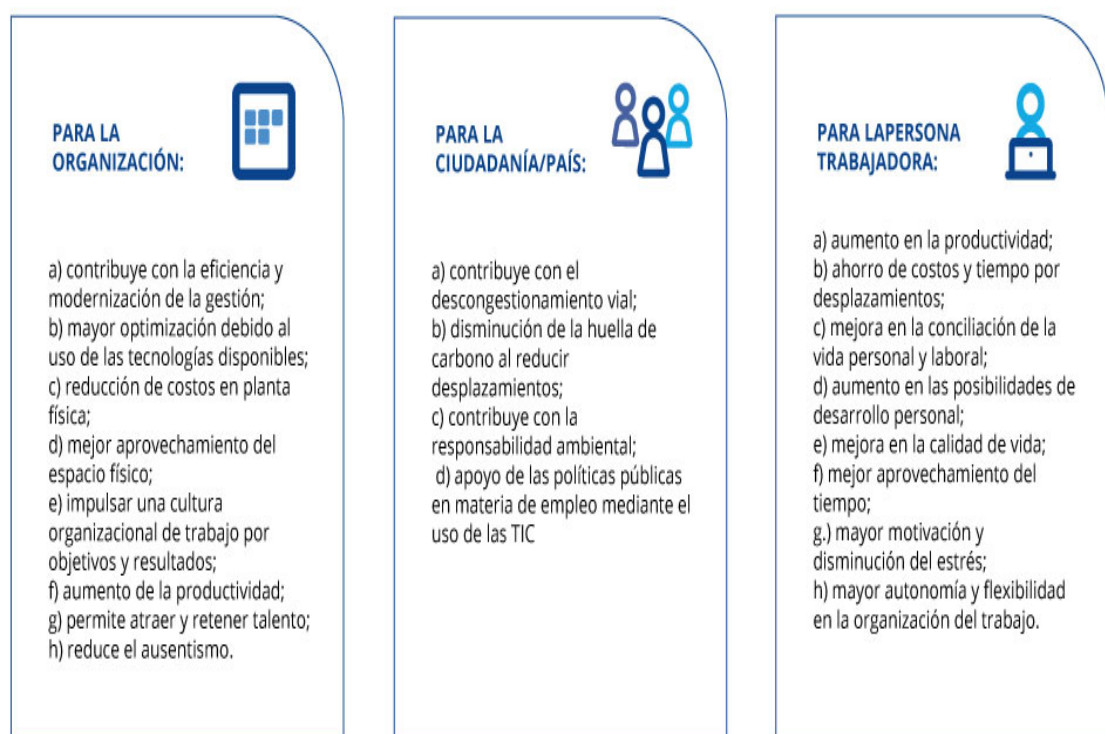 PARA LA
ORGANIZACIÓN:
a) contribuye con la eficiencia y
modernización de la gestión;
b) mayor optimización debido al
uso de las tecnologías disponibles;
c) reducción de costos en planta
física;
d) mejor aprovechamiento del
espacio físico;
e) impulsar una cultura
organizacional de trabajo por
objetivos y resultados;
f) aumento de la productividad;
g) permite atraer y retener talento;
h) reduce el ausentismo.
PARA LA
CIUDADANÍA/PAÍS:
a) contribuye con el
descongestionamiento vial;
b) disminución de la huella de
carbono al reducir
desplazamientos;
c) contribuye con la
responsabilidad ambiental;
d) apoyo de las políticas públicas
en materia de empleo mediante el
uso de las TIC
PARA LAPERSONA
TRABAJADORA:
a) aumento en la productividad;
b) ahorro de costos y tiempo por
desplazamientos;
c) mejora en la conciliación de la
vida personal y laboral;
d) aumento en las posibilidades de
desarrollo personal;
e) mejora en la calidad de vida;
f) mejor aprovechamiento del
tiempo;
g.) mayor motivación y
disminución del estrés;
h) mayor autonomía y flexibilidad
en la organización del trabajo.